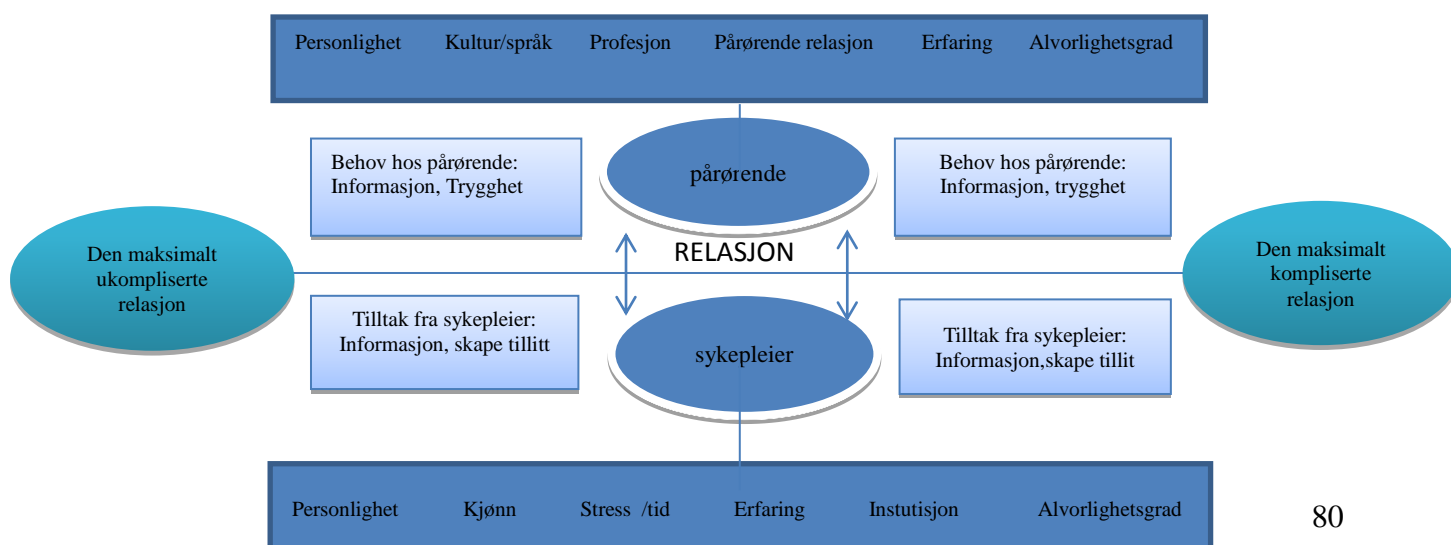 Personlighet Kultur/språk Profesjon Pårørende relasjon Erfaring Alvorlighetsgrad
Behov hos pårørende:
Informasjon, Trygghet
pårørende
Behov hos pårørende:
Informasjon, trygghet
Den maksimalt
ukompliserte
relasjon
RELASJON
Den maksimalt
kompliserte
relasjon
Tilltak fra sykepleier:
Informasjon, skape tillitt
sykepleier
Tilltak fra sykepleier:
Informasjon,skape tillit
Personlighet Kjønn Stress /tid Erfaring Instutisjon Alvorlighetsgrad
80